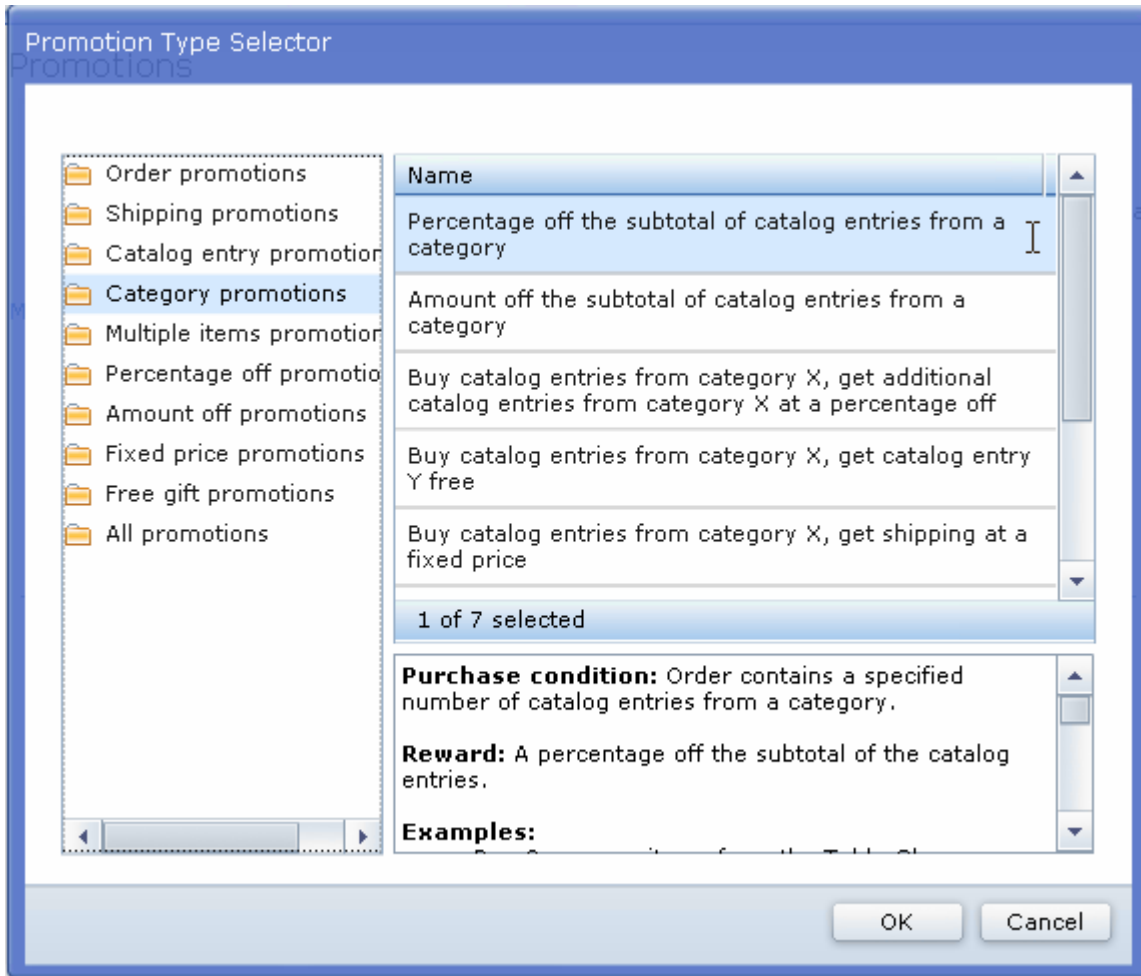 Promotion Type Selector
Promotions
Order promotions
Shipping promotions
Catalog entry promotion
Category promotions
Multiple items promotion
Percentage off promotio
Amount off promotions
Fixed price promotions
Free gift promotions
All promotions
Name
Percentage off the subtotal of catalog entries from a
category
Amount off the subtotal of catalog entries from a
category
Buy catalog entries from category X, get additional
catalog entries from category X at a percentage off
Buy catalog entries from category X, get catalog entry
Y free
Buy catalog entries from category X, get shipping at a
fixed price
1 of 7 selected
Purchase condition: Order contains a specified
number of catalog entries from a category.
Reward: A percentage off the subtotal of the catalog
entries.
Examples:
OK
Cancel